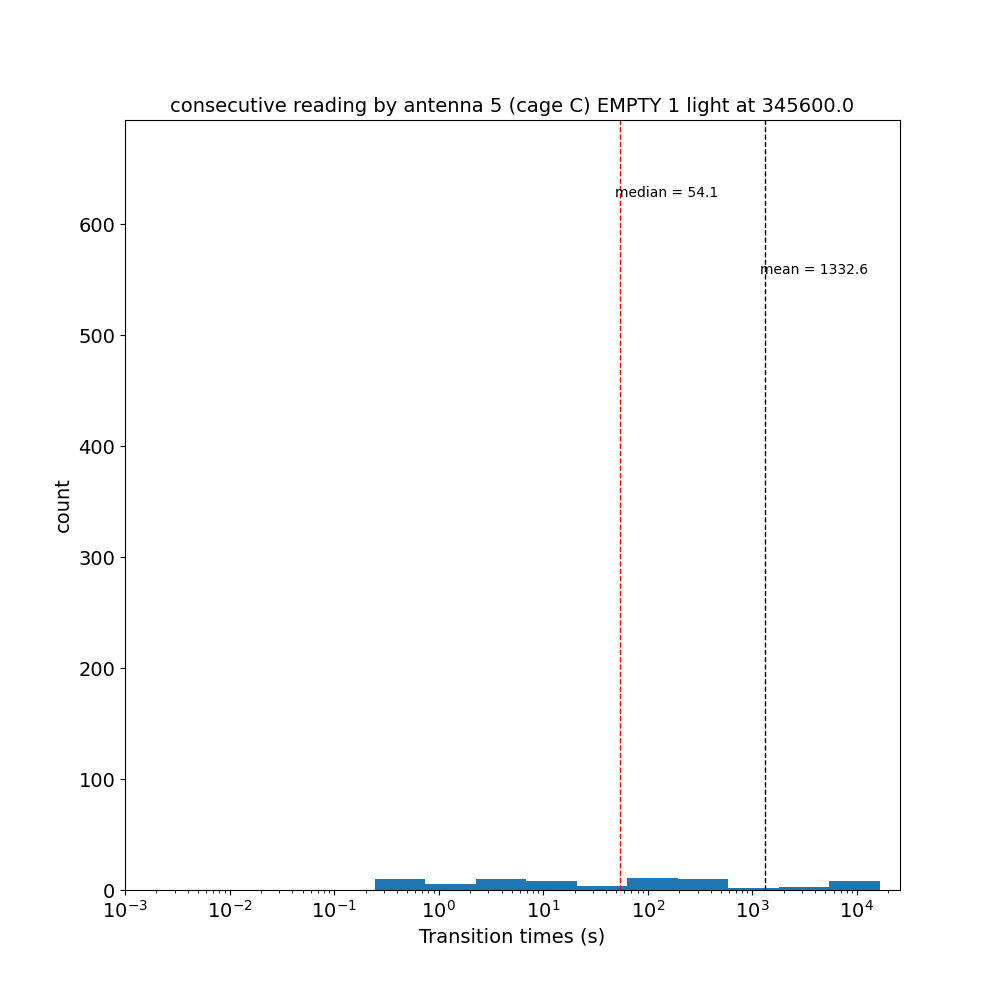 consecutive reading by antenna 5 (cage C) EMPTY 1 light at 345600.0
median = 54.1
mean = 1332.6
600
500
400
300
200
100
0
count
10⁻³ 10⁻² 10⁻¹ 10⁰ 10¹ 10² 10³ 10⁴
Transition times (s)